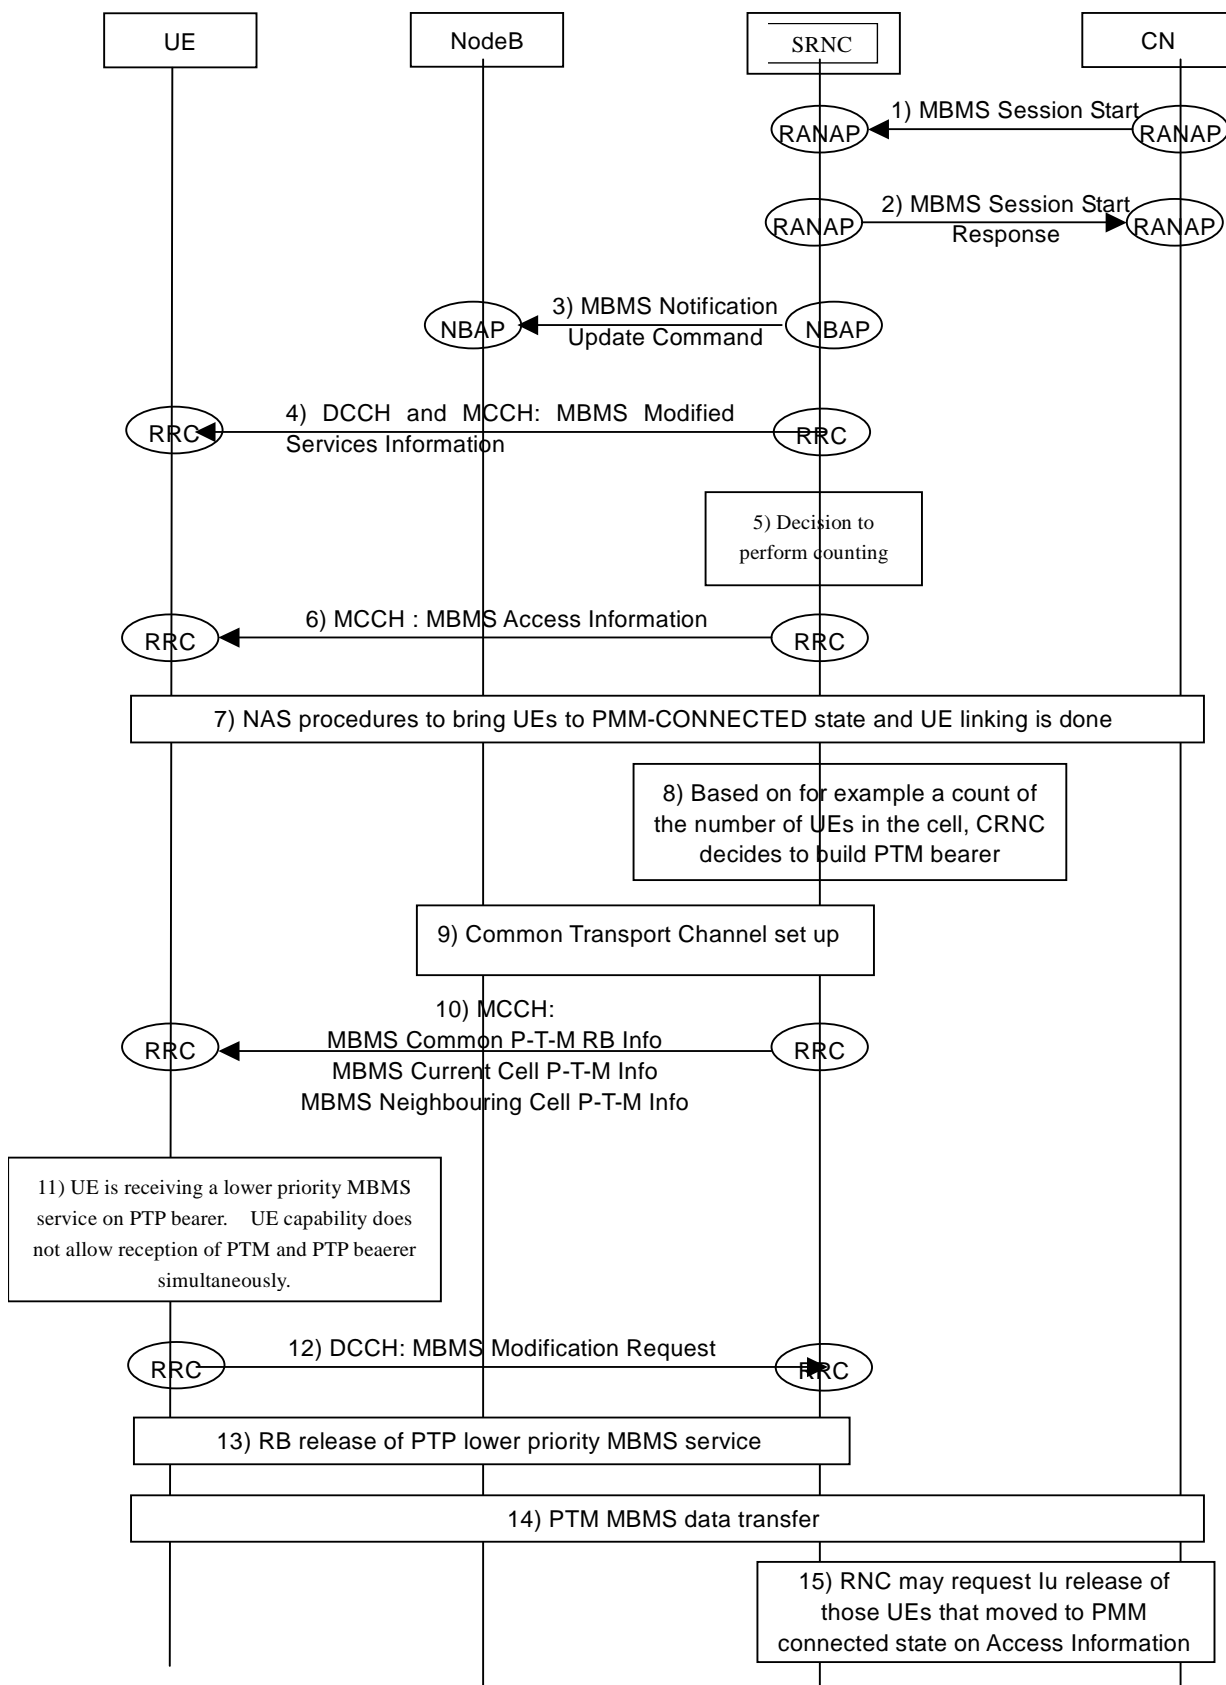 UE
NodeB
SRNC
CN
1) MBMS Session Start
RANAP
RANAP
2) MBMS Session Start
Response
RANAP
RANAP
3) MBMS Notification
Update Command
NBAP
NBAP
4) DCCH and MCCH: MBMS Modified
Services Information
RRC
RRC
5) Decision to
perform counting
6) MCCH : MBMS Access Information
RRC
RRC
7) NAS procedures to bring UEs to PMM-CONNECTED state and UE linking is done
8) Based on for example a count of
the number of UEs in the cell, CRNC
decides to build PTM bearer
9) Common Transport Channel set up
10) MCCH:
MBMS Common P-T-M RB Info
MBMS Current Cell P-T-M Info
MBMS Neighbouring Cell P-T-M Info
RRC
RRC
11) UE is receiving a lower priority MBMS
service on PTP bearer. UE capability does
not allow reception of PTM and PTP beaerer
simultaneously.
12) DCCH: MBMS Modification Request
RRC
RRC
13) RB release of PTP lower priority MBMS service
14) PTM MBMS data transfer
15) RNC may request Iu release of
those UEs that moved to PMM
connected state on Access Information